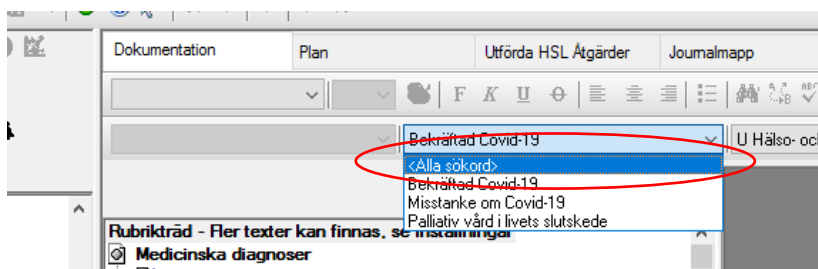 Dokumentation Plan Utförda HSL Åtgärder Journalmapp
F K U
Bekräftad Covid-19 U Hälso- och
<Alla sökord>
Bekräftad Covid-19
Misstanke om Covid-19
Palliativ vård i livets slutskede
Rubrikträd - Fler texter kan finnas, se inställningar
Medicinska diagnoser